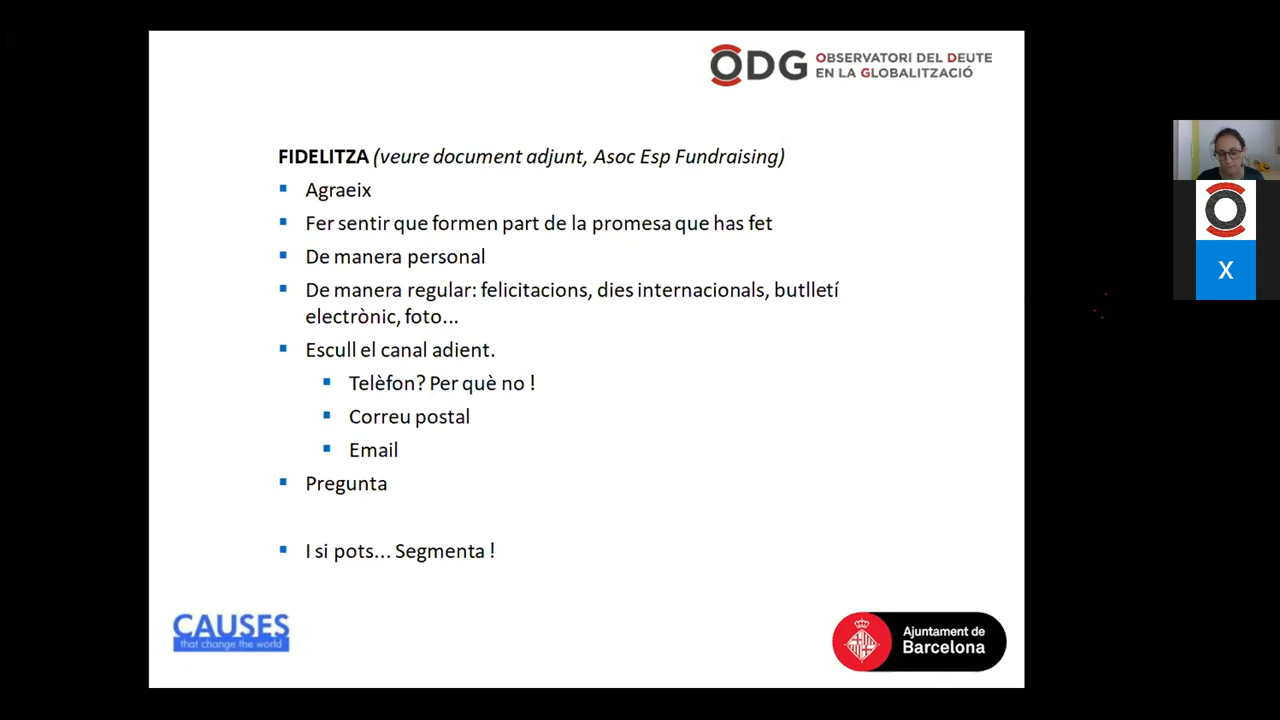 ODG OBSERVATORI DEL DEUTE
EN LA GLOBALITZACIÓ
FIDELITZA (veure document adjunt, Asoc Esp Fundraising)
Agraeix
Fer sentir que formen part de la promesa que has fet
De manera personal
De manera regular: felicitacions, dies internacionals, butlletí
electrònic, foto...
Escull el canal adient.
Telèfon? Per què no !
Correu postal
Email
Pregunta
I si pots... Segmenta !
CAUSES
that change the world
Ajuntament de
Barcelona
X